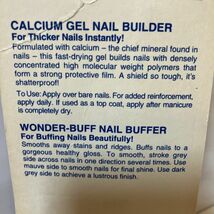 CALCIUM GEL NAIL BUILDER
For Thicker Nails Instantly!
Formulated with calcium – the chief mineral found in
nails – this fast-drying gel builds nails with densely
concentrated high molecular weight polymers that
form a strong protective film. A shield so tough, it's
shatterproof!
To Use: Apply over bare nails. For added reinforcement,
apply daily. If used as a top coat, apply after manicure
is completely dry.
WONDER-BUFF NAIL BUFFER
For Buffing Nails Beautifully!
Smooths away stains and ridges. Buffs nails to a
gorgeous healthy gloss. To smooth, stroke grey
side across nails in one direction several times. Use
mauve side to smooth nails for final shine. Use dark
grey side to achieve a lustrous finish.